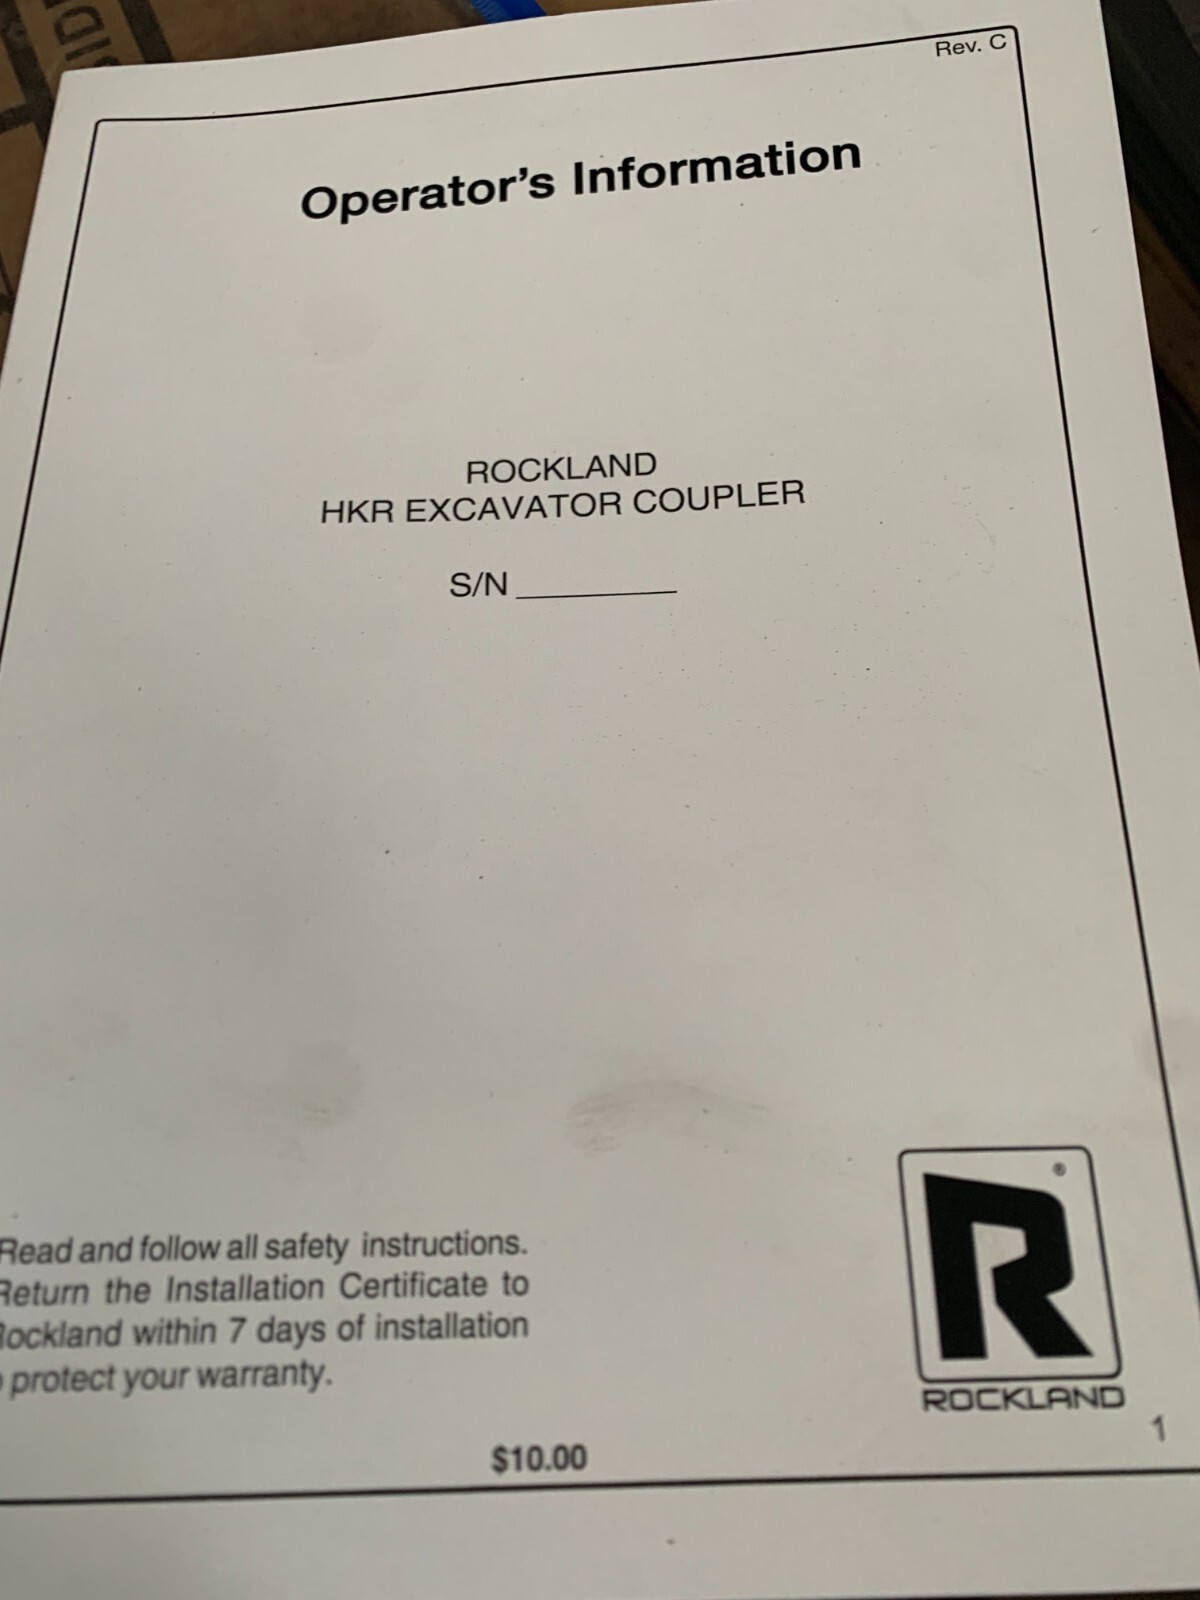 Rev. C
Operator's Information
ROCKLAND
HKR EXCAVATOR COUPLER
S/N
Read and follow all safety instructions.
Return the Installation Certificate to
Rockland within 7 days of installation
protect your warranty.
R ®
ROCKLAND
$10.00
1